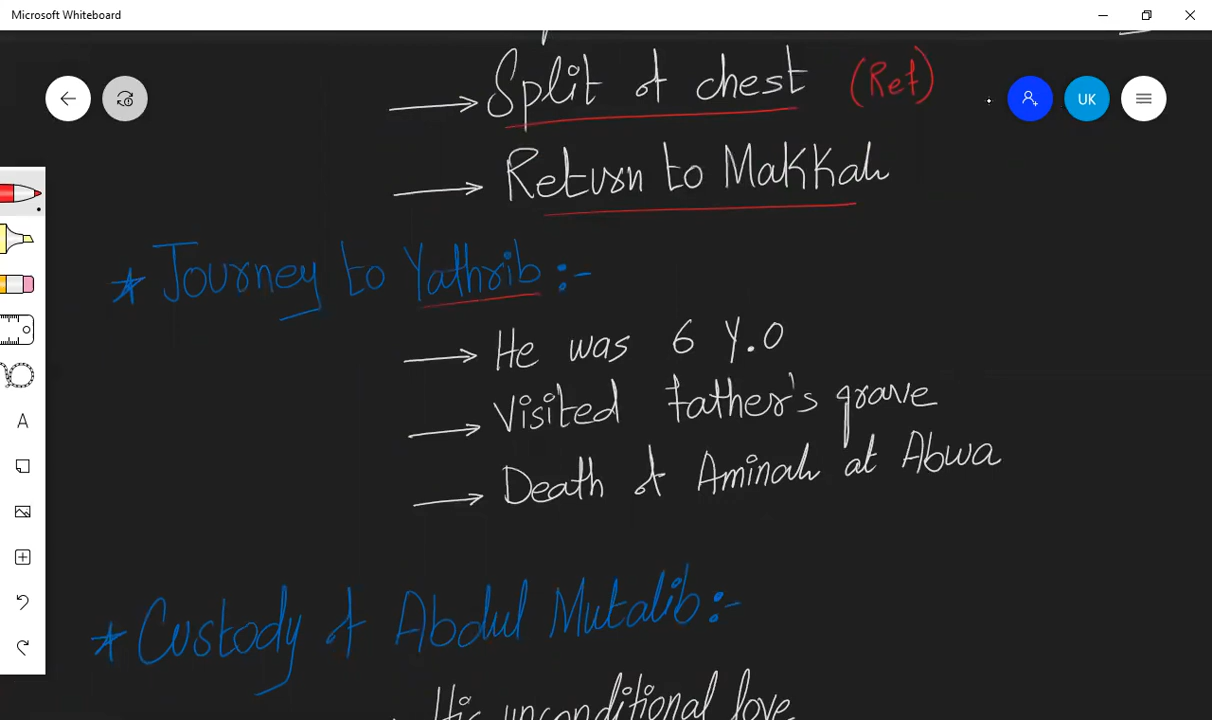 Microsoft Whiteboard
Split of chest (Ref)
Return to Makkah
UK
* Journey to Yathrib :-
He was 6 Y.O
Visited father's grave
Death of Aminah at Abwa
A
* Custody of Abdul Mutalib :-
His unconditional love